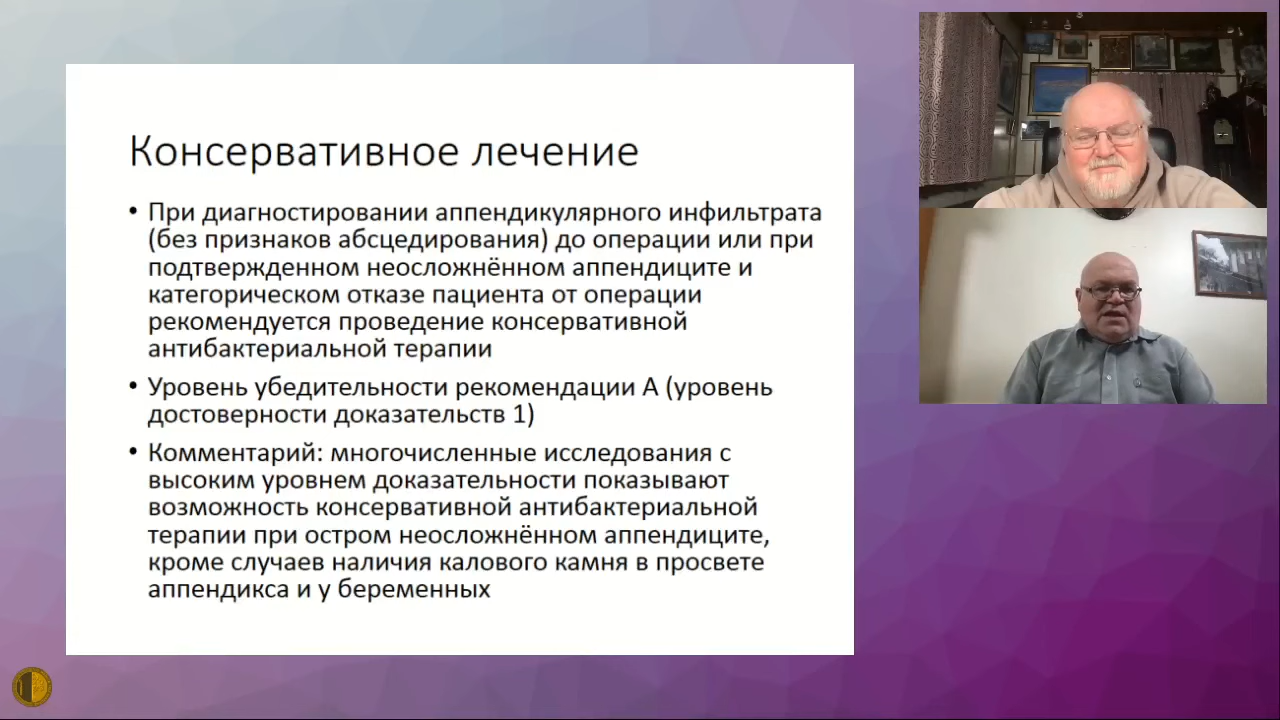 Консервативное лечение
• При диагностировании аппендикулярного инфильтрата
(без признаков абсцедирования) до операции или при
подтвержденном неосложнённом аппендиците и
категорическом отказе пациента от операции
рекомендуется проведение консервативной
антибактериальной терапии
• Уровень убедительности рекомендации А (уровень
достоверности доказательств 1)
• Комментарий: многочисленные исследования с
высоким уровнем доказательности показывают
возможность консервативной антибактериальной
терапии при остром неосложнённом аппендиците,
кроме случаев наличия калового камня в просвете
аппендикса и у беременных